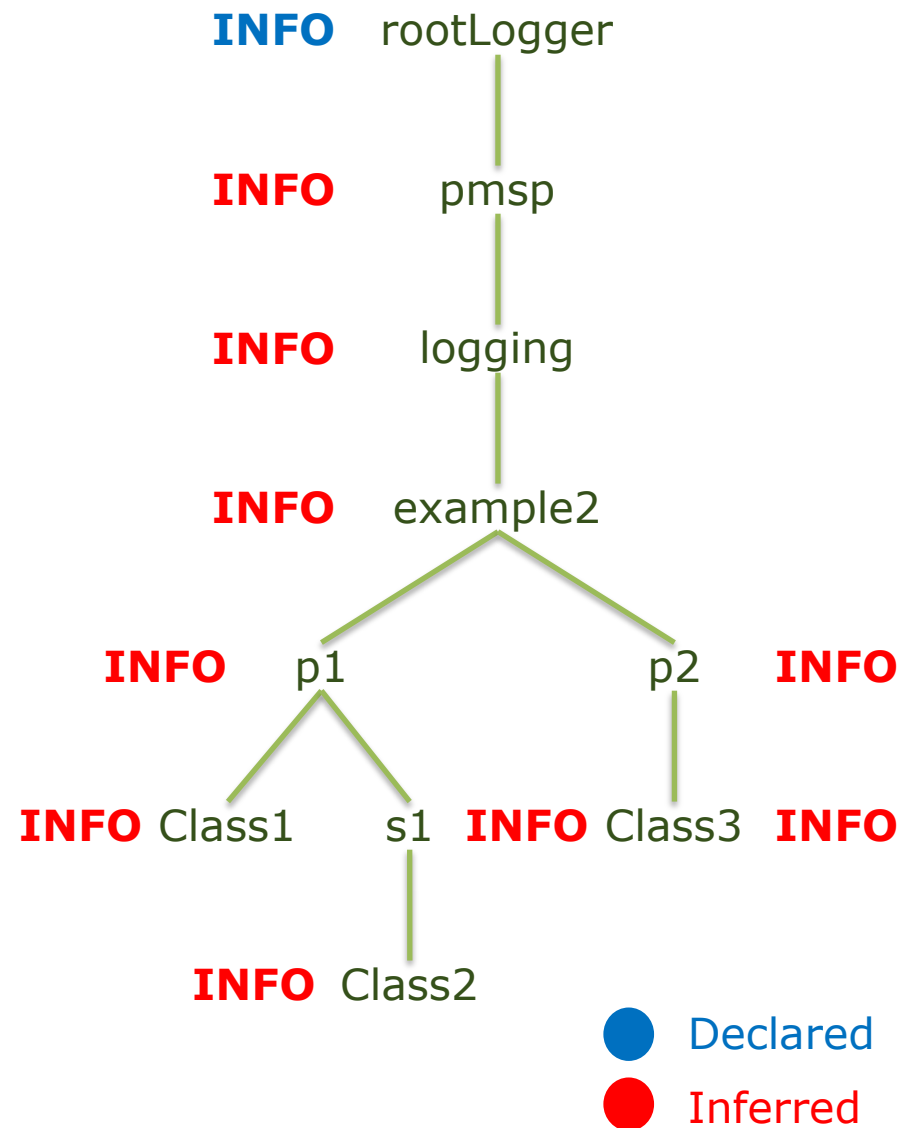 INFO rootLogger
INFO pmsp
INFO logging
INFO example2
INFO p1 p2 INFO
INFO Class1 s1 INFO Class3 INFO
INFO Class2
Declared
Inferred